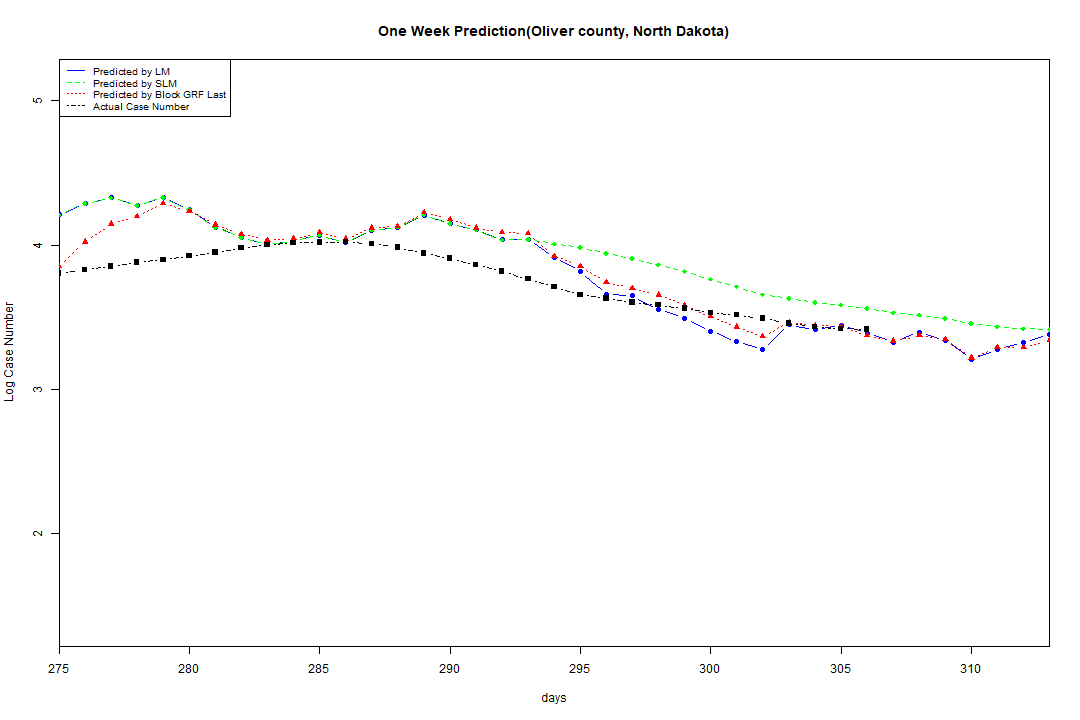 One Week Prediction(Oliver county, North Dakota)
Predicted by LM
Predicted by SLM
Predicted by Block GRF Last
Actual Case Number
5
4
3
2
Log Case Number
275 280 285 290 295 300 305 310
days